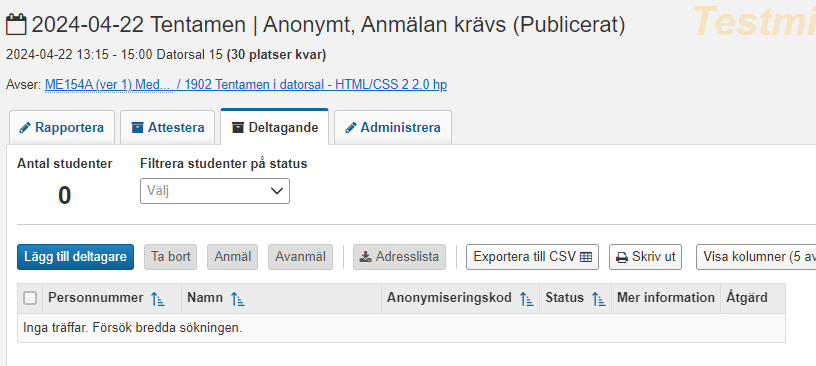 2024-04-22 Tentamen | Anonymt, Anmälan krävs (Publicerat)
Testmi
2024-04-22 13:15 - 15:00 Datorsal 15 (30 platser kvar)
Avser: ME154A (ver 1) Med... / 1902 Tentamen i datorsal - HTML/CSS 2 2,0 hp
Rapportera Attestera Deltagande Administrera
Antal studenter Filtrera studenter på status
0 Välj
Lägg till deltagare Ta bort Anmäl Avanmäl Adresslista Exportera till CSV Skriv ut Visa kolumner (5 av
Personnummer Namn Anonymiseringskod Status Mer information Åtgärd
Inga träffar. Försök bredda sökningen.